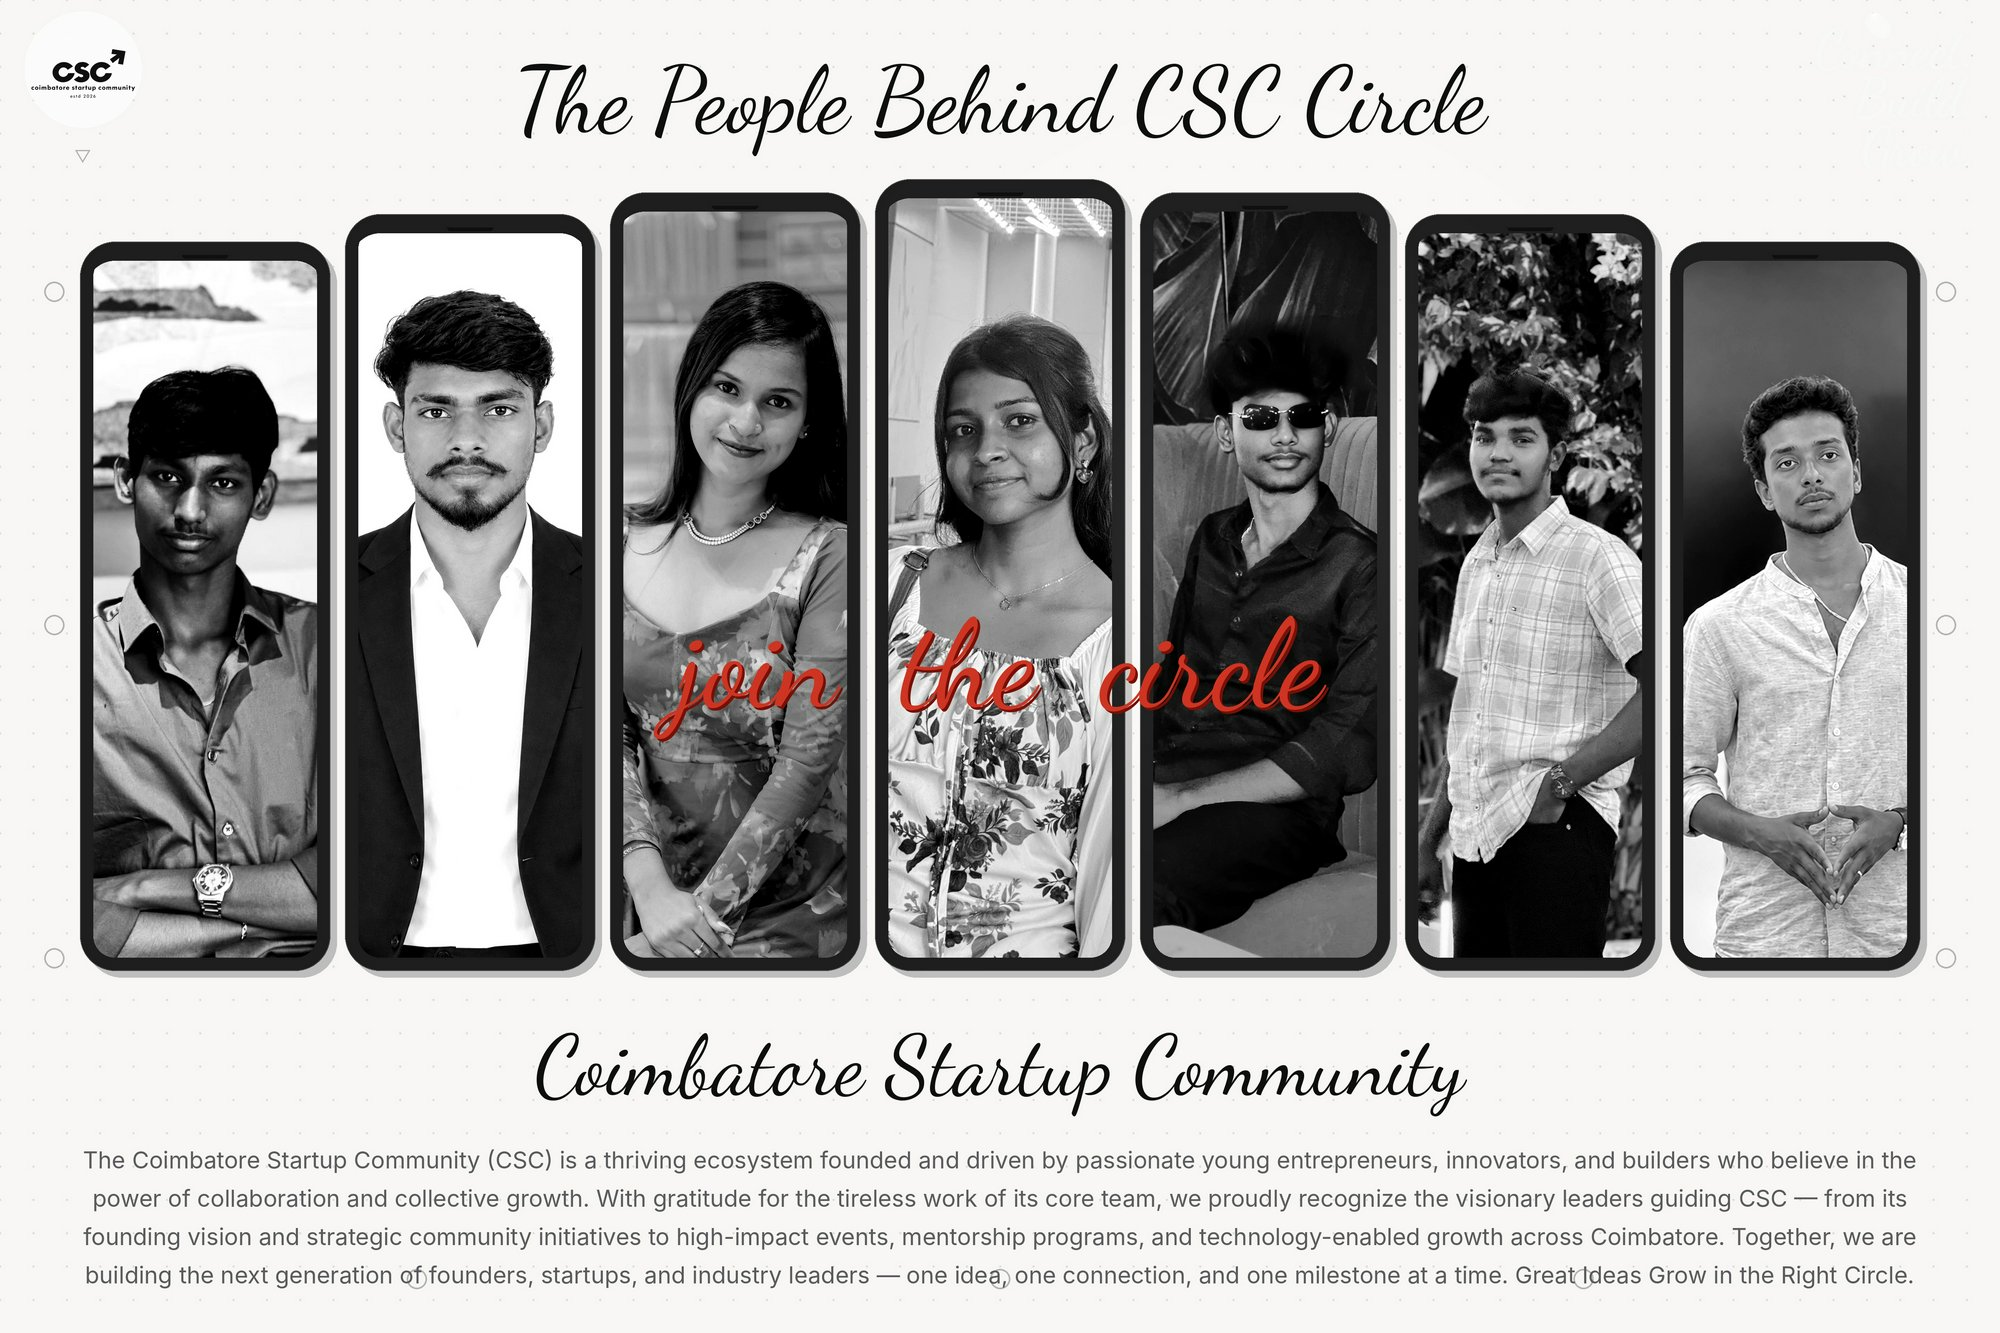 csc
coimbatore startup community
estd 2026
The People Behind CSC Circle
join the circle
Coimbatore Startup Community
The Coimbatore Startup Community (CSC) is a thriving ecosystem founded and driven by passionate young entrepreneurs, innovators, and builders who believe in the
power of collaboration and collective growth. With gratitude for the tireless work of its core team, we proudly recognize the visionary leaders guiding CSC — from its
founding vision and strategic community initiatives to high-impact events, mentorship programs, and technology-enabled growth across Coimbatore. Together, we are
building the next generation of founders, startups, and industry leaders — one idea, one connection, and one milestone at a time. Great Ideas Grow in the Right Circle.